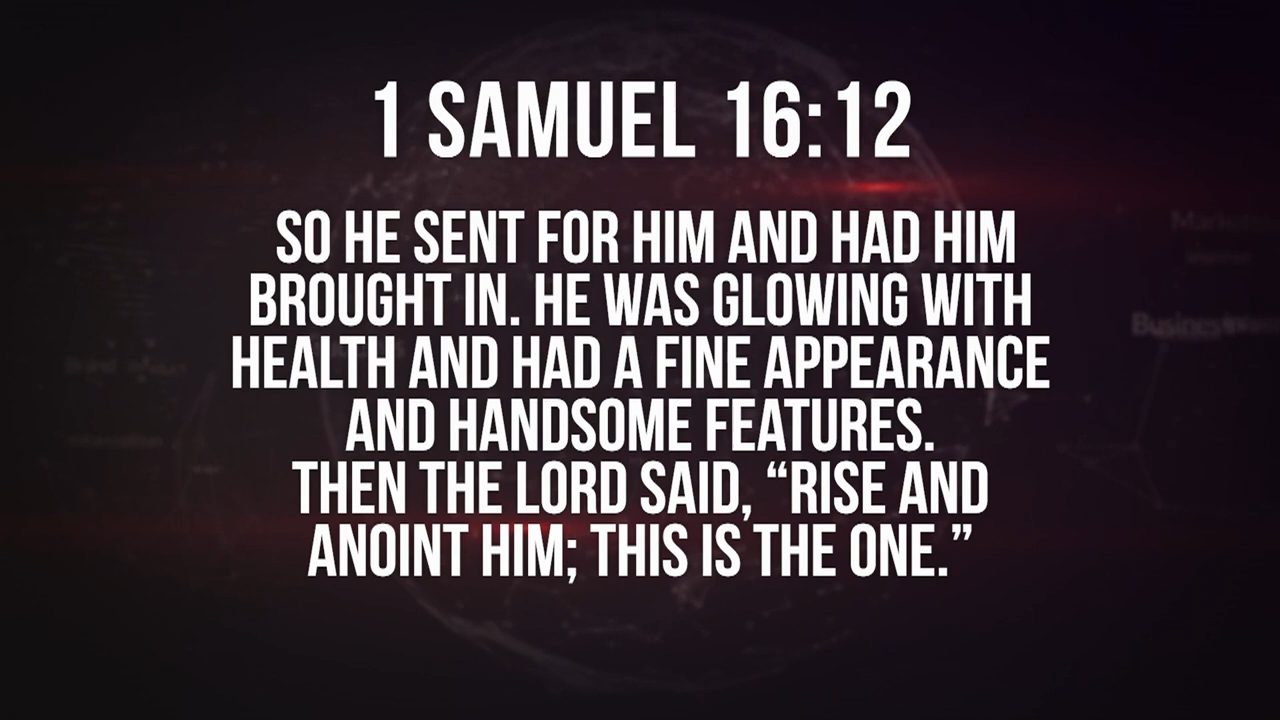 1 SAMUEL 16:12
SO HE SENT FOR HIM AND HAD HIM
BROUGHT IN. HE WAS GLOWING WITH
HEALTH AND HAD A FINE APPEARANCE
AND HANDSOME FEATURES.
THEN THE LORD SAID, “RISE AND
ANOINT HIM; THIS IS THE ONE.”